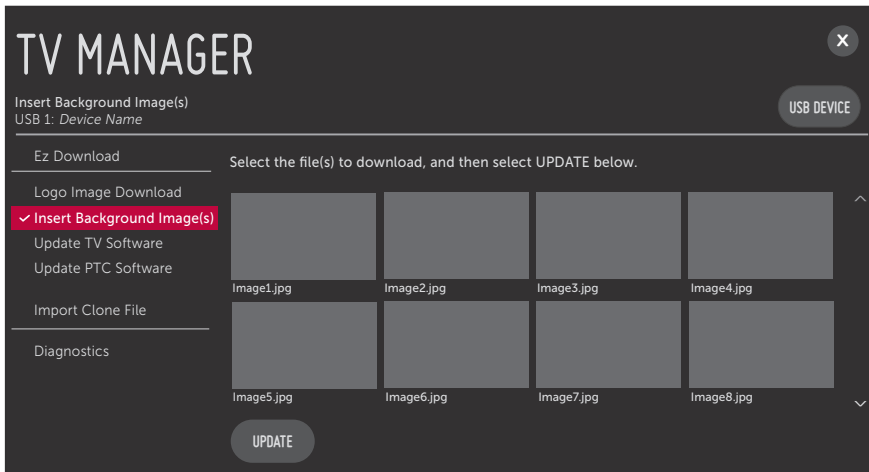 TV MANAGER
X
Insert Background Image(s)
USB 1: Device Name
USB DEVICE
Ez Download
Select the file(s) to download, and then select UPDATE below.
Logo Image Download
Insert Background Image(s)
Update TV Software
Update PTC Software
Import Clone File
Diagnostics
Image1.jpg
Image2.jpg
Image3.jpg
Image4.jpg
Image5.jpg
Image6.jpg
Image7.jpg
Image8.jpg
UPDATE